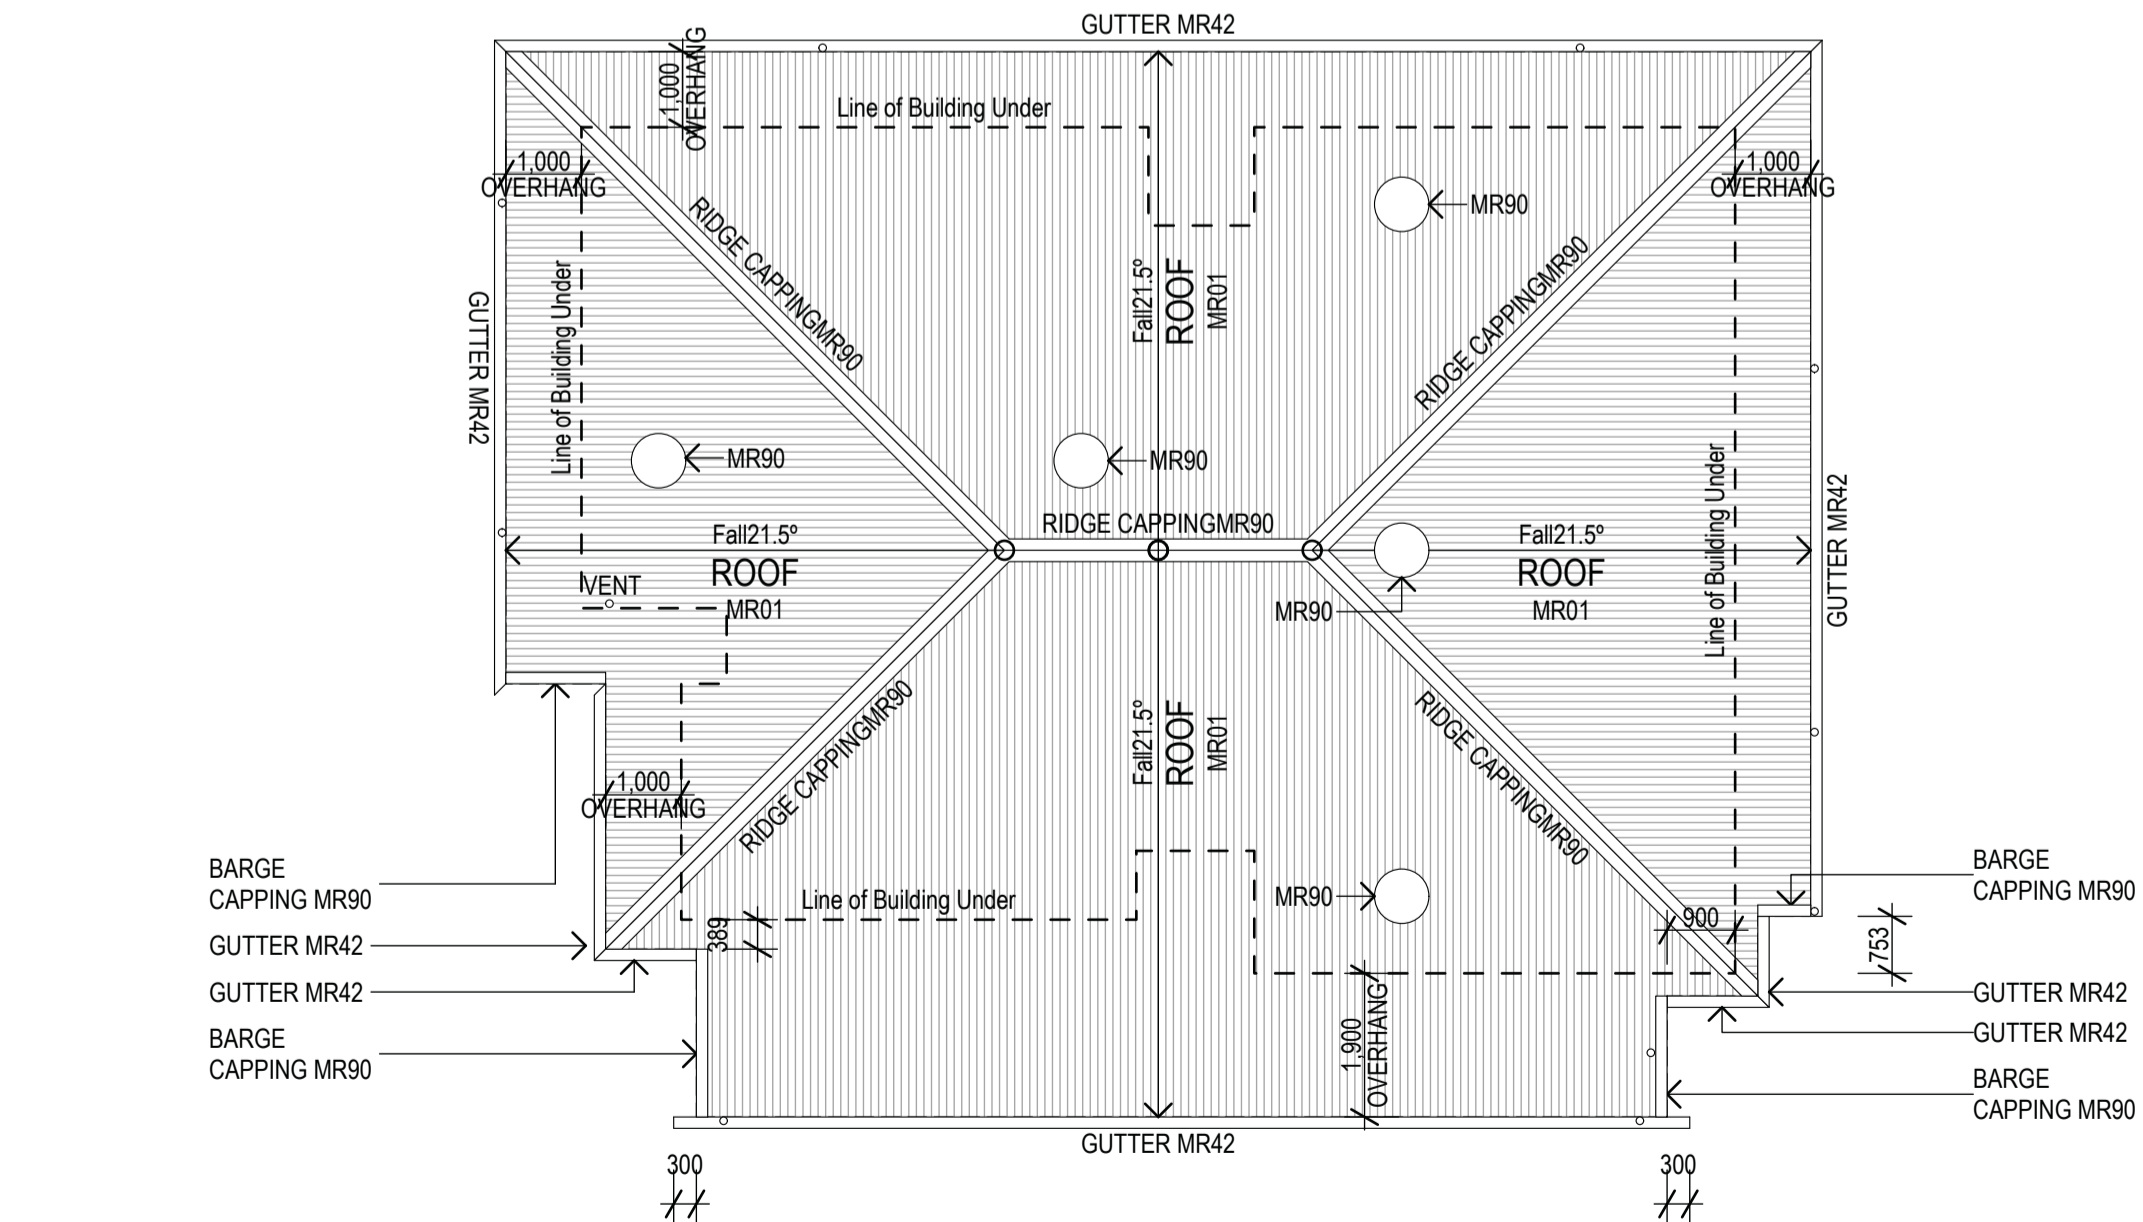 GUTTER MR42
1,000
OVERHANG
Line of Building Under
1,000
OVERHANG
1,000
OVERHANG
RIDGE CAPPINGMR90
MR90
RIDGE CAPPINGMR90
Line of Building Under
GUTTER MR42
Fall21.5º
ROOF
MR01
MR90
MR90
Line of Building Under
GUTTER MR42
RIDGE CAPPINGMR90
Fall21.5º
ROOF
MR01
Fall21.5º
ROOF
MR01
VENT
MR90
RIDGE CAPPINGMR90
Fall21.5º
ROOF
MR01
RIDGE CAPPINGMR90
1,000
OVERHANG
BARGE
CAPPING MR90
BARGE
CAPPING MR90
Line of Building Under
MR90
389
900
753
GUTTER MR42
GUTTER MR42
GUTTER MR42
GUTTER MR42
1,900
OVERHANG
BARGE
CAPPING MR90
BARGE
CAPPING MR90
GUTTER MR42
300
300